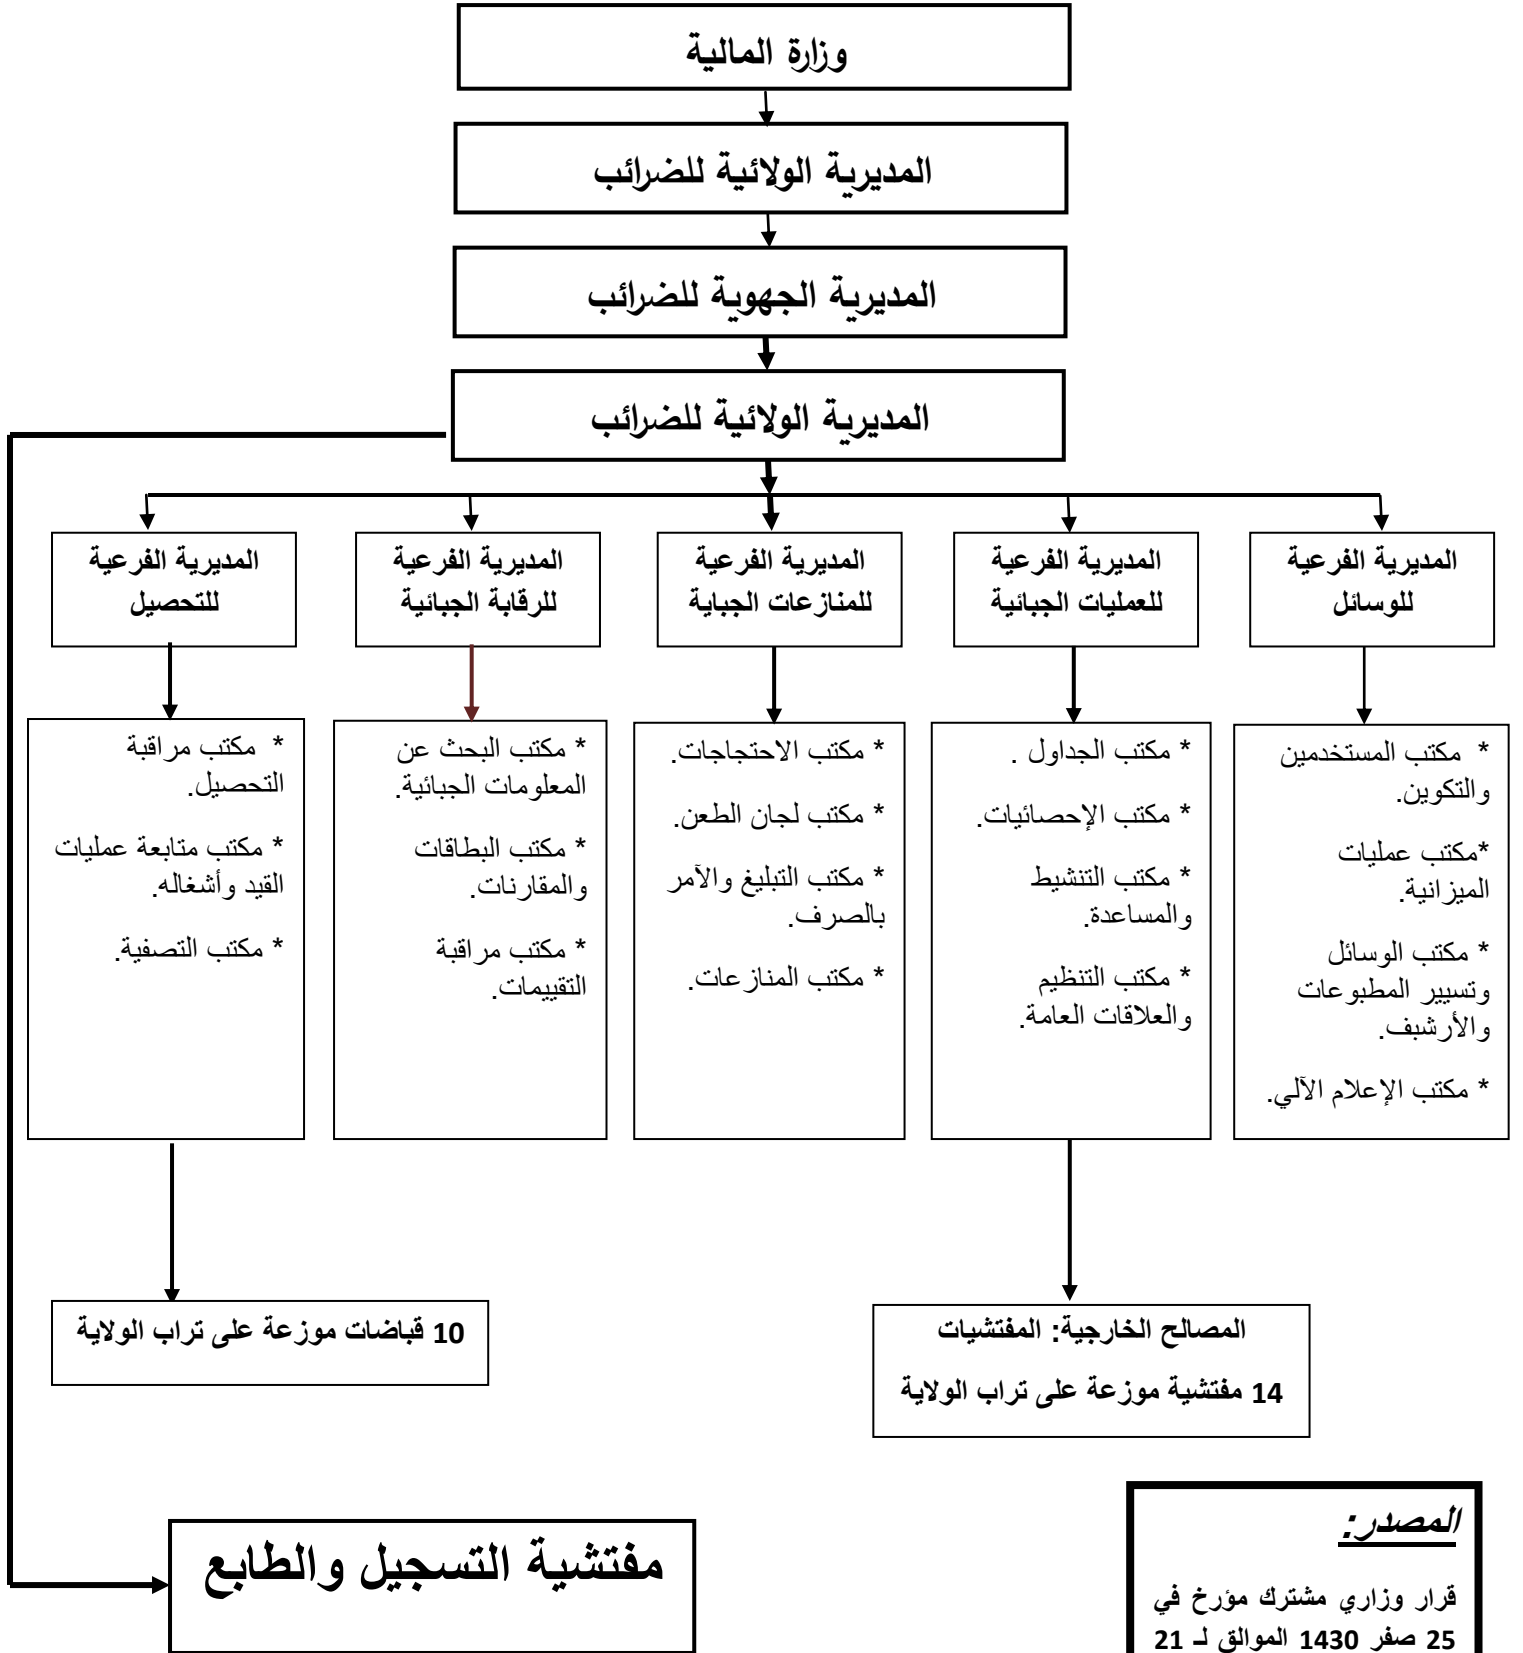 وزارة المالية
المديرية الولائية للضرائب
المديرية الجهوية للضرائب
المديرية الولائية للضرائب
المديرية الفرعية
للوسائل
المديرية الفرعية
للعمليات الجبائية
المديرية الفرعية
للمنازعات الجباية
المديرية الفرعية
للرقابة الجبائية
المديرية الفرعية
للتحصيل
* مكتب المستخدمين
والتكوين.
*مكتب عمليات
الميزانية.
* مكتب الوسائل
وتسيير المطبوعات
والأرشيف.
* مكتب الإعلام الآلي.
* مكتب الجداول .
* مكتب الإحصائيات.
* مكتب التنشيط
والمساعدة.
* مكتب التنظيم
والعلاقات العامة.
* مكتب الاحتجاجات.
* مكتب لجان الطعن.
* مكتب التبليغ والآمر
بالصرف.
* مكتب المنازعات.
* مكتب البحث عن
المعلومات الجبائية.
* مكتب البطاقات
والمقارنات.
* مكتب مراقبة
التقييمات.
* مكتب مراقبة
التحصيل.
* مكتب متابعة عمليات
القيد وأشغاله.
* مكتب التصفية.
المصالح الخارجية: المفتشيات
14 مفتشية موزعة على تراب الولاية
10 قباضات موزعة على تراب الولاية
مفتشية التسجيل والطابع
المصدر:
قرار وزاري مشترك مؤرخ في
25 صفر 1430 الموالق لـ 21